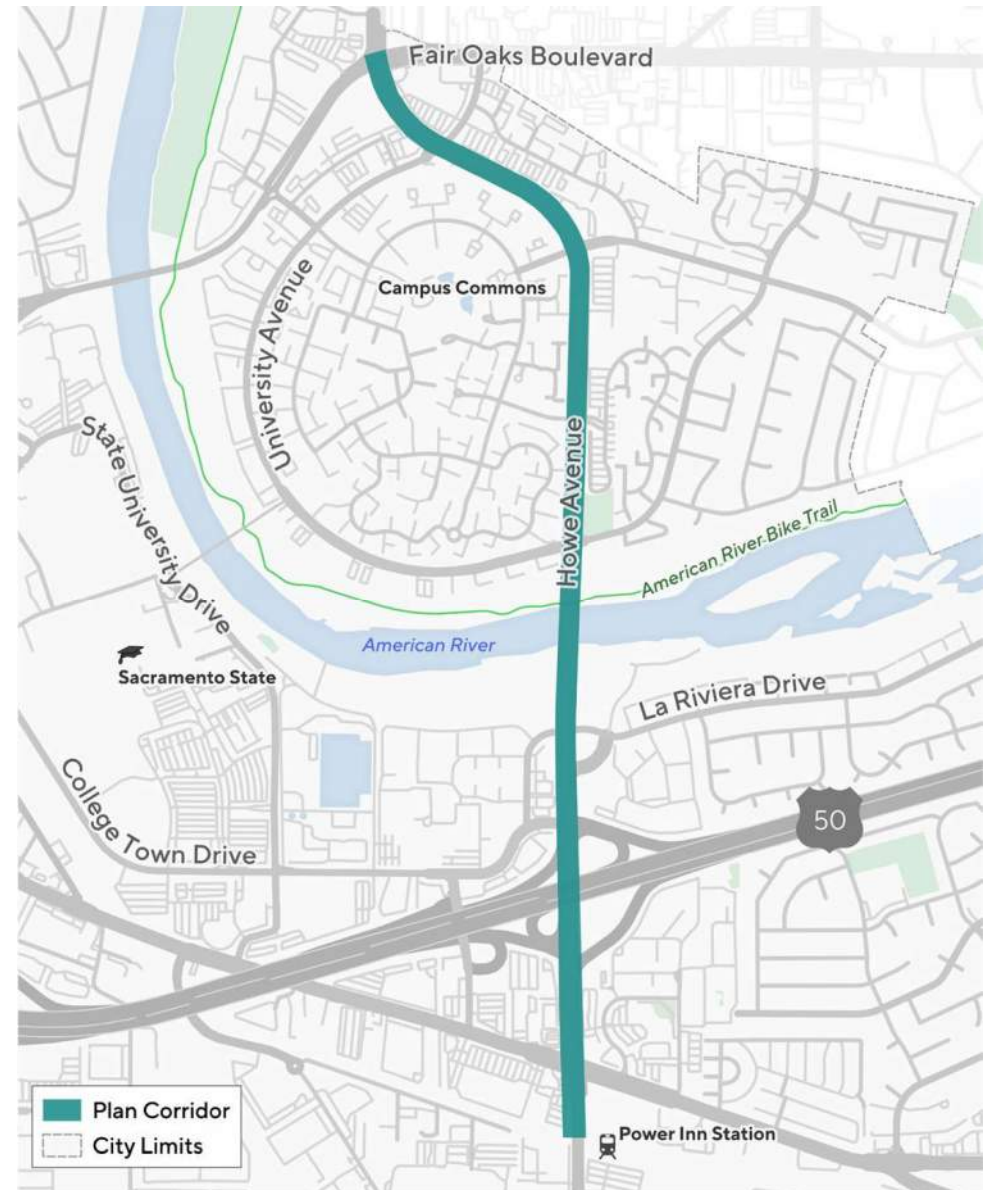 Fair Oaks Boulevard
University Avenue
Campus Commons
Howe Avenue
State University Drive
American River Bike Trail
American River
Sacramento State
La Riviera Drive
College Town Drive
50
Power Inn Station
Plan Corridor
City Limits